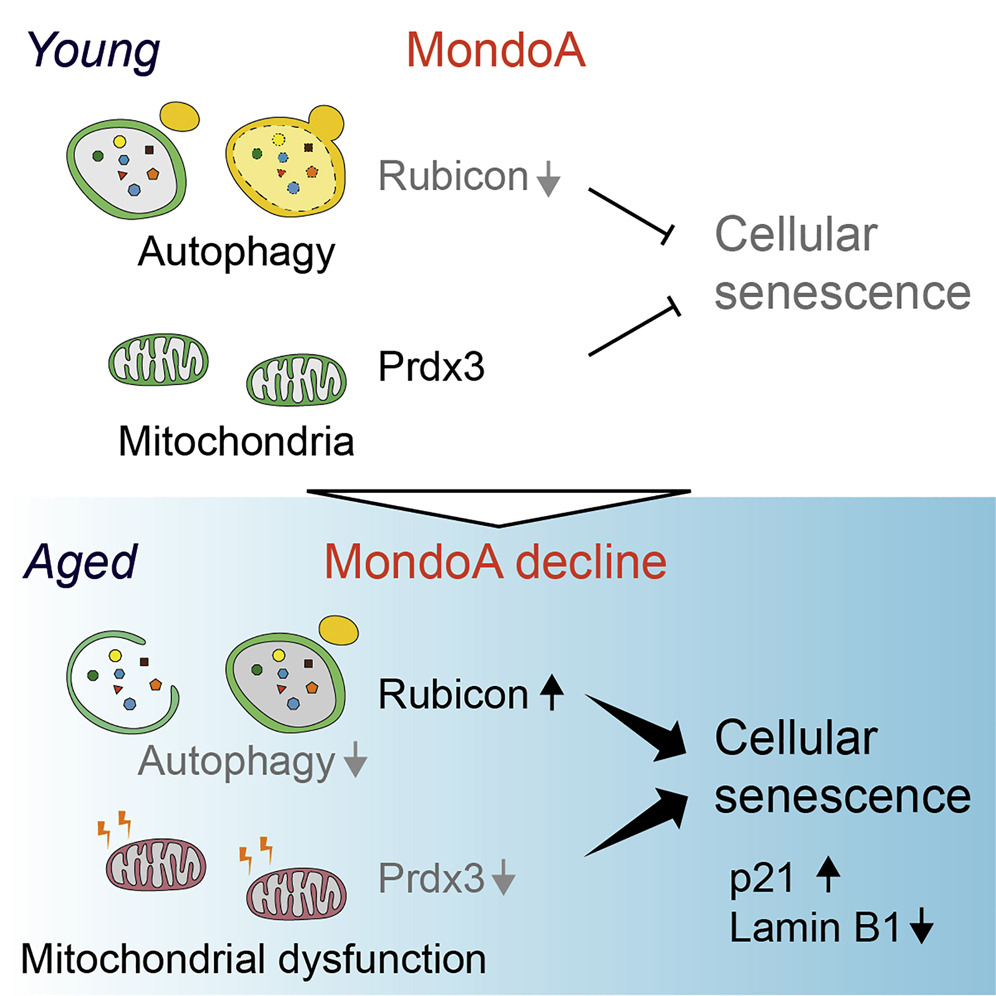 Young
MondoA
Rubicon ↓
Autophagy
Cellular
senescence
Prdx3
Mitochondria
Aged
MondoA decline
Rubicon ↑
Autophagy ↓
Cellular
senescence
Prdx3 ↓
p21 ↑
Lamin B1 ↓
Mitochondrial dysfunction